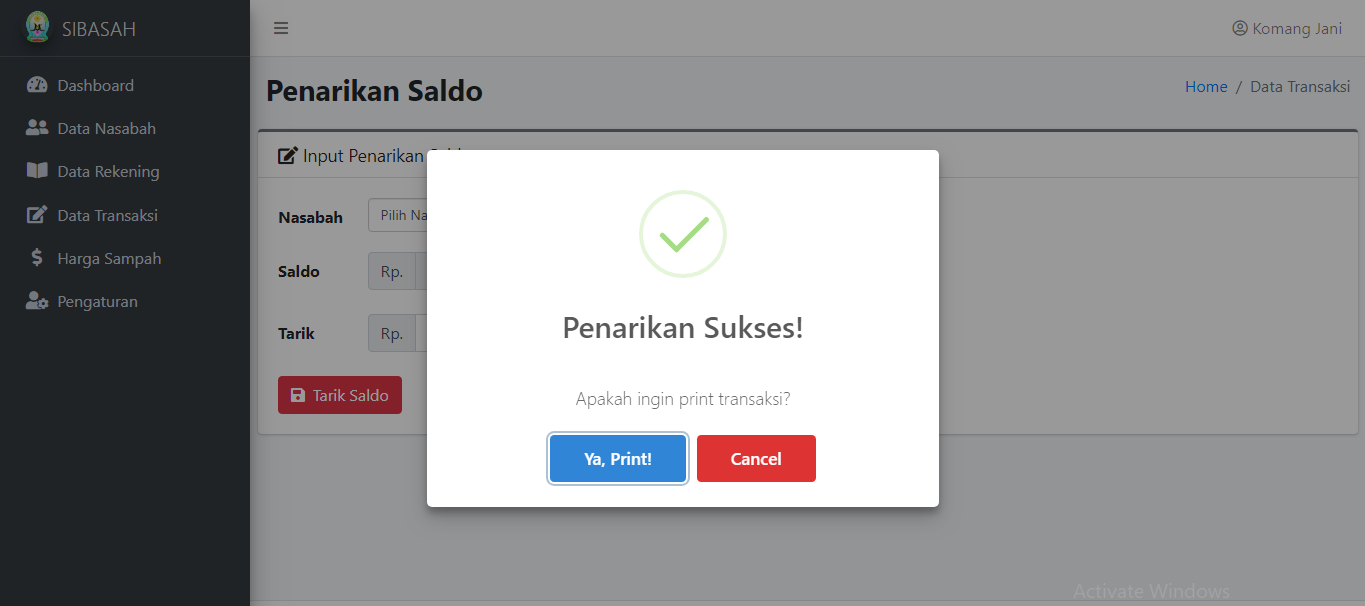 SIBASAH
Komang Jani
Dashboard
Data Nasabah
Data Rekening
Data Transaksi
Harga Sampah
Pengaturan
Penarikan Saldo
Home / Data Transaksi
Input Penarikan
Nasabah
Pilih Na
Saldo
Rp.
Tarik
Rp.
Tarik Saldo
Penarikan Sukses!
Apakah ingin print transaksi?
Ya, Print!
Cancel
Activate Windows